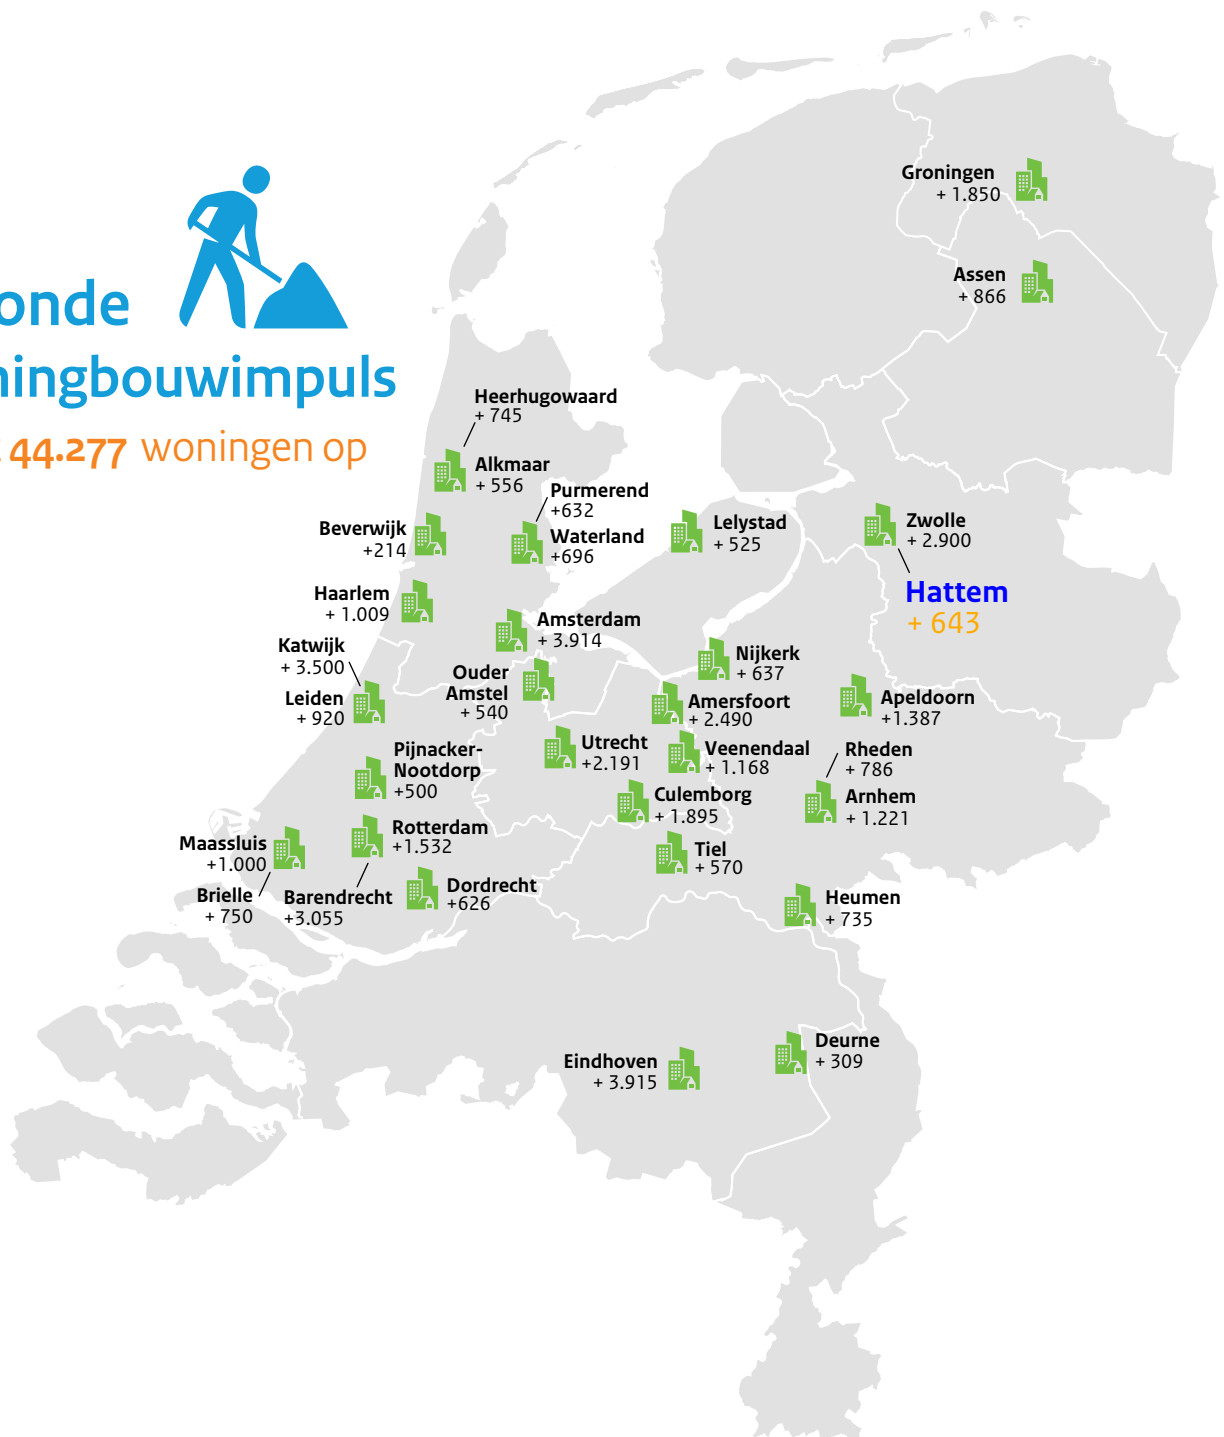 onde
ningbouwimpuls
44.277 woningen op
Groningen
+ 1.850
Assen
+ 866
Heerhugowaard
+ 745
Alkmaar
+ 556
Purmerend
+632
Waterland
+696
Beverwijk
+214
Lelystad
+ 525
Zwolle
+ 2.900
Hattem
+ 643
Haarlem
+ 1.009
Amsterdam
+ 3.914
Katwijk
+ 3.500
Leiden
+ 920
Ouder
Amstel
+ 540
Nijkerk
+ 637
Amersfoort
+ 2.490
Apeldoorn
+1.387
Utrecht
+2.191
Veenendaal
+ 1.168
Rheden
+ 786
Arnhem
+ 1.221
Pijnacker-
Nootdorp
+500
Culemborg
+ 1.895
Rotterdam
+1.532
Maassluis
+1.000
Brielle
+ 750
Barendrecht
+3.055
Dordrecht
+626
Tiel
+ 570
Heumen
+ 735
Deurne
+ 309
Eindhoven
+ 3.915